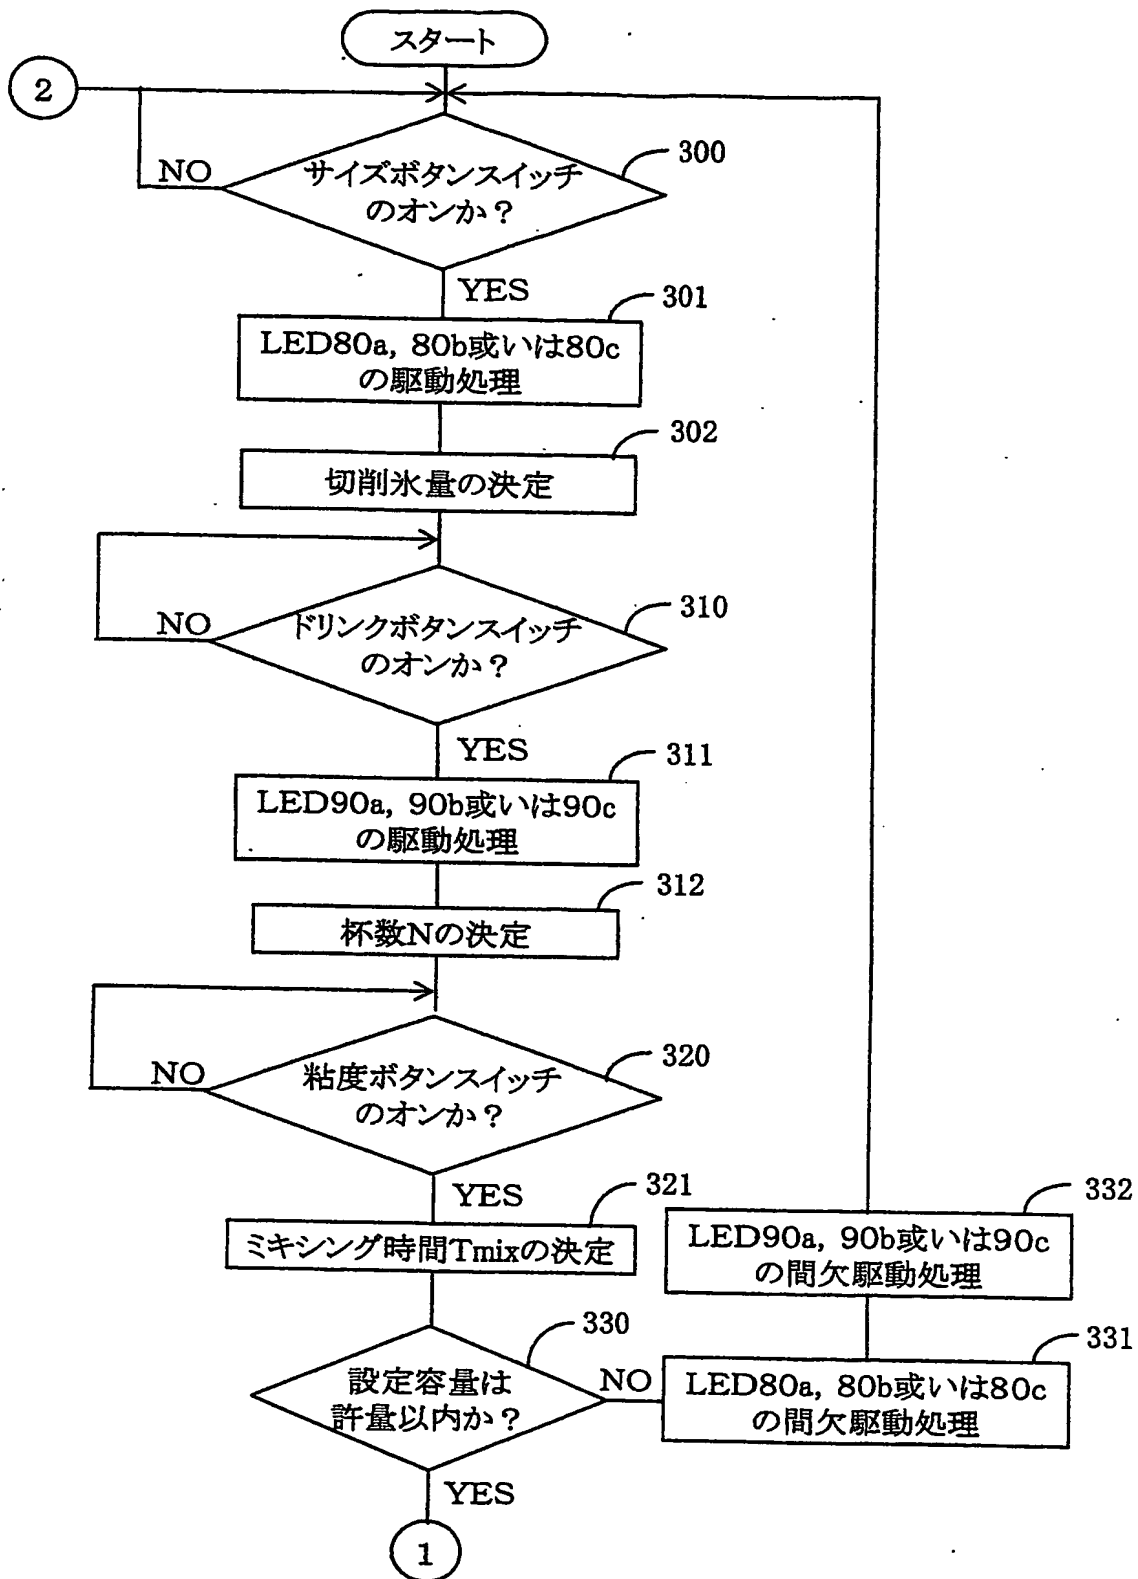 スタート
2
300
NO
サイズボタンスイッチ
のオンか？
YES
301
LED80a, 80b或いは80c
の駆動処理
302
切削氷量の決定
310
NO
ドリンクボタンスイッチ
のオンか？
YES
311
LED90a, 90b或いは90c
の駆動処理
312
杯数Nの決定
320
NO
粘度ボタンスイッチ
のオンか？
YES
321
ミキシング時間Tmixの決定
332
LED90a, 90b或いは90c
の間欠駆動処理
330
設定容量は
許量以内か？
NO
331
LED80a, 80b或いは80c
の間欠駆動処理
YES
1